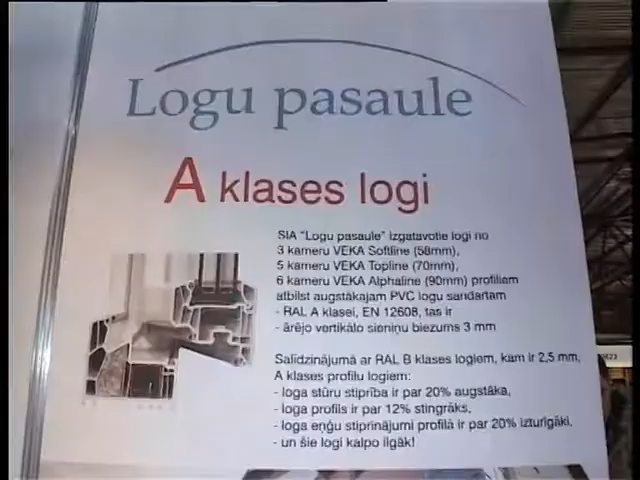 Logu pasaule
A klases logi
SIA "Logu pasaule" izgatavotie logi no
3 kameru VEKA Softline (58mm),
5 kameru VEKA Topline (70mm),
6 kameru VEKA Alphaline (90mm) profiliem
atbilst augstākajam PVC logu standartam
- RAL A klasei, EN 12608, tas ir
- ārējo vertikālo sieniņu biezums 3 mm
Salīdzinājumā ar RAL B klases logiem, kam ir 2,5 mm,
A klases profilu logiem:
- loga stūru stiprība ir par 20% augstāka,
- loga profils ir par 12% stingrāks,
- loga eņģu stiprinājumi profilā ir par 20% izturīgāki,
- un šie logi kalpo ilgāk!